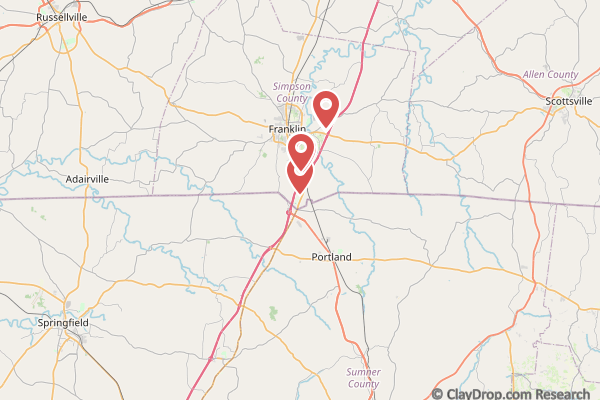 Russellville
Allen County
Simpson
County
Scottsville
Franklin
Adairville
Portland
Springfield
Sumner
County
© ClayDrop.com Research